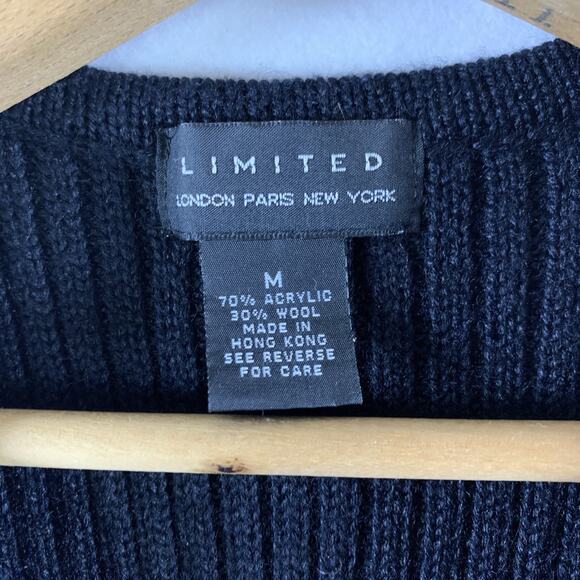 LIMITED
LONDON PARIS NEW YORK
M
70% ACRYLIC
30% WOOL
MADE IN
HONG KONG
SEE REVERSE
FOR CARE